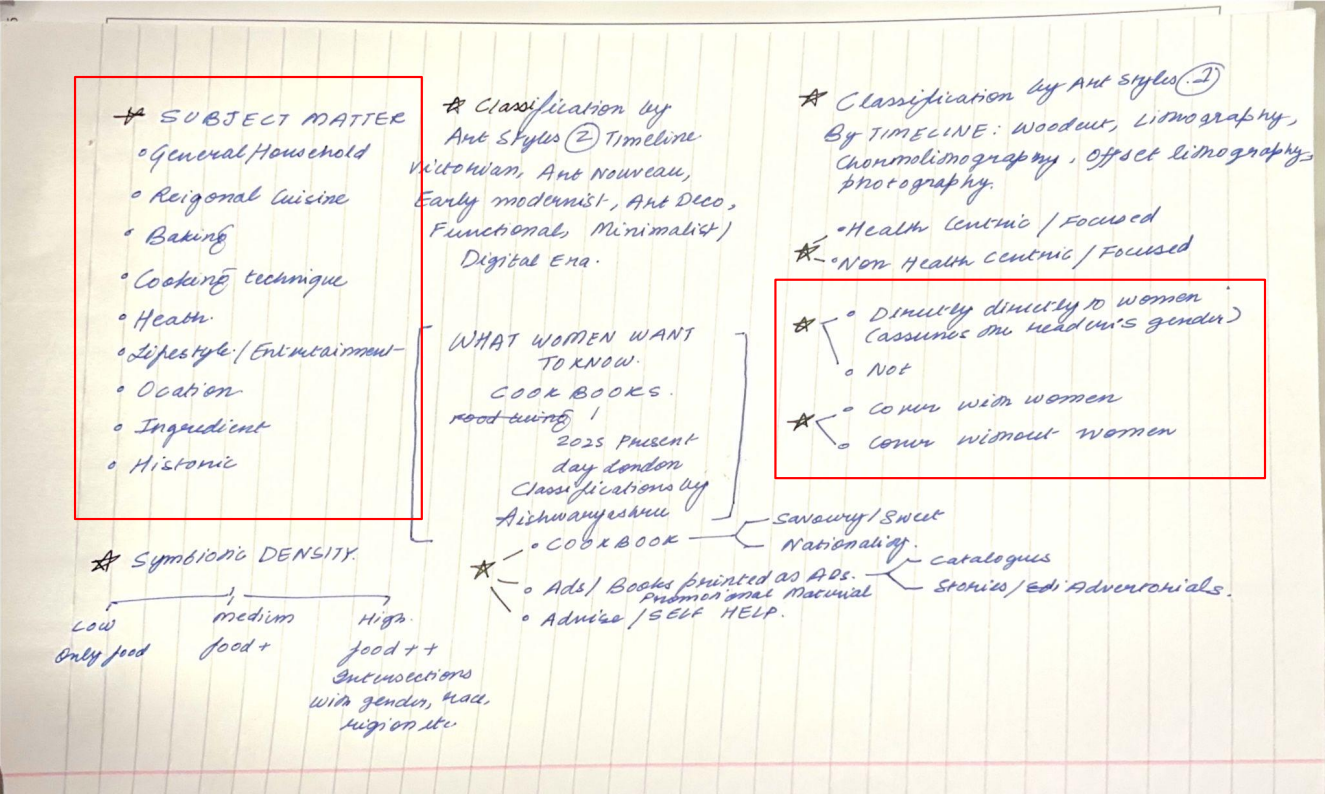 SUBJECT MATTER
• General/Household
• Reigonal Cuisine
• Baking
• Cooking technique
• Health
• Lifestyle/Entertainment
• Ocation
• Ingredient
• Historic
Classification by
Art Styles 2 Timeline
Victorian, Art Nouveau,
Early modernist, Art Deco,
Functional, Minimalist/
Digital Era.
Classification by Art Styles 1
By TIMELINE: Woodcut, Lithography,
Chormolithography, Offset lithography,
photography.
• Health Centric / Focused
• Non Health Centric / Focused
• Directly directly to women
(assumes the reader's gender)
• Not
• Cover with women
• Cover without women
WHAT WOMEN WANT
TO KNOW.
COOK BOOKS.
2025 Present
day London
Classifications by
Aishwaryashru
• COOKBOOK
Savoury/Sweet
Nationality.
• Ads/ Books printed as ADs.
Promotional Material
Catalogues
Stories/ Advertorials.
• Advise / SELF HELP.
Symbionic DENSITY.
Low
Only food
medium
food +
High.
food ++
Intersections
with gender, race,
rigion etc